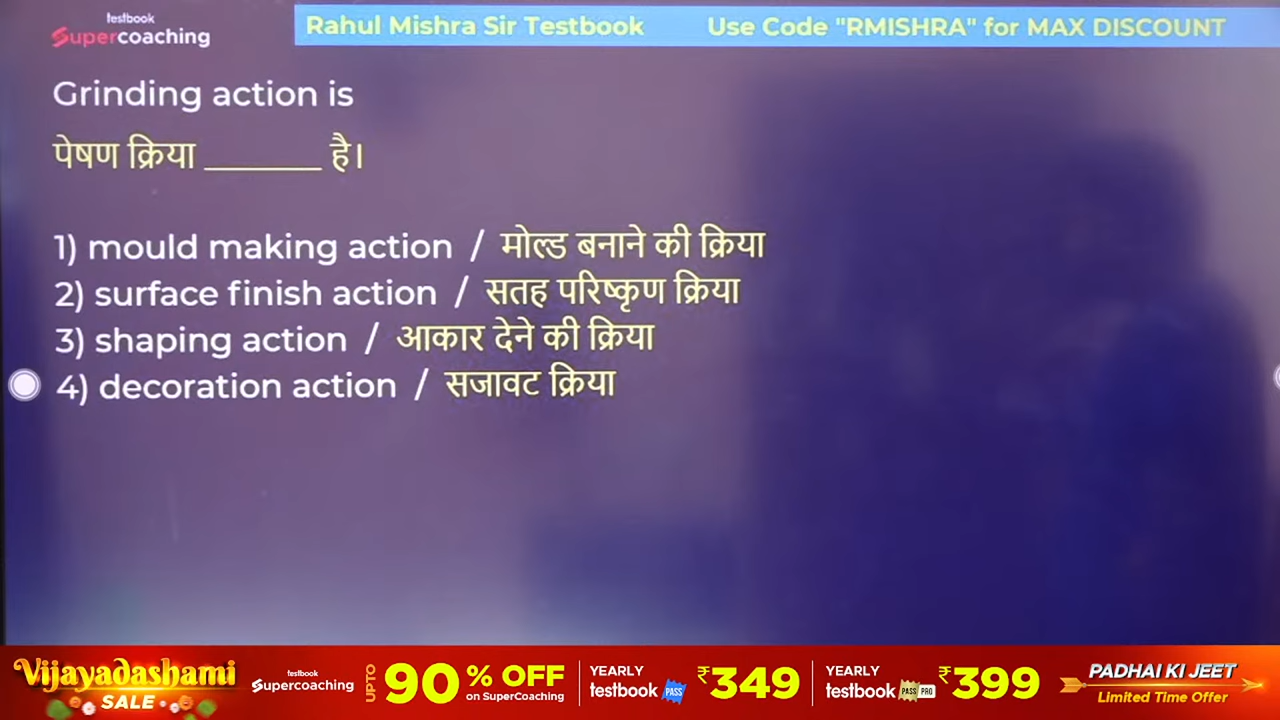 testbook
Supercoaching
Rahul Mishra Sir Testbook Use Code "RMISHRA" for MAX DISCOUNT
Grinding action is
पेषण क्रिया _______ है।
1) mould making action / मोल्ड बनाने की क्रिया
2) surface finish action / सतह परिष्कृण क्रिया
3) shaping action / आकार देने की क्रिया
4) decoration action / सजावट क्रिया
Vijayadashami
SALE
testbook
Supercoaching
UPTO 90% OFF
on SuperCoaching
YEARLY
testbook PASS
₹349
YEARLY
testbook PASS PRO
₹399
PADHAI KI JEET
Limited Time Offer